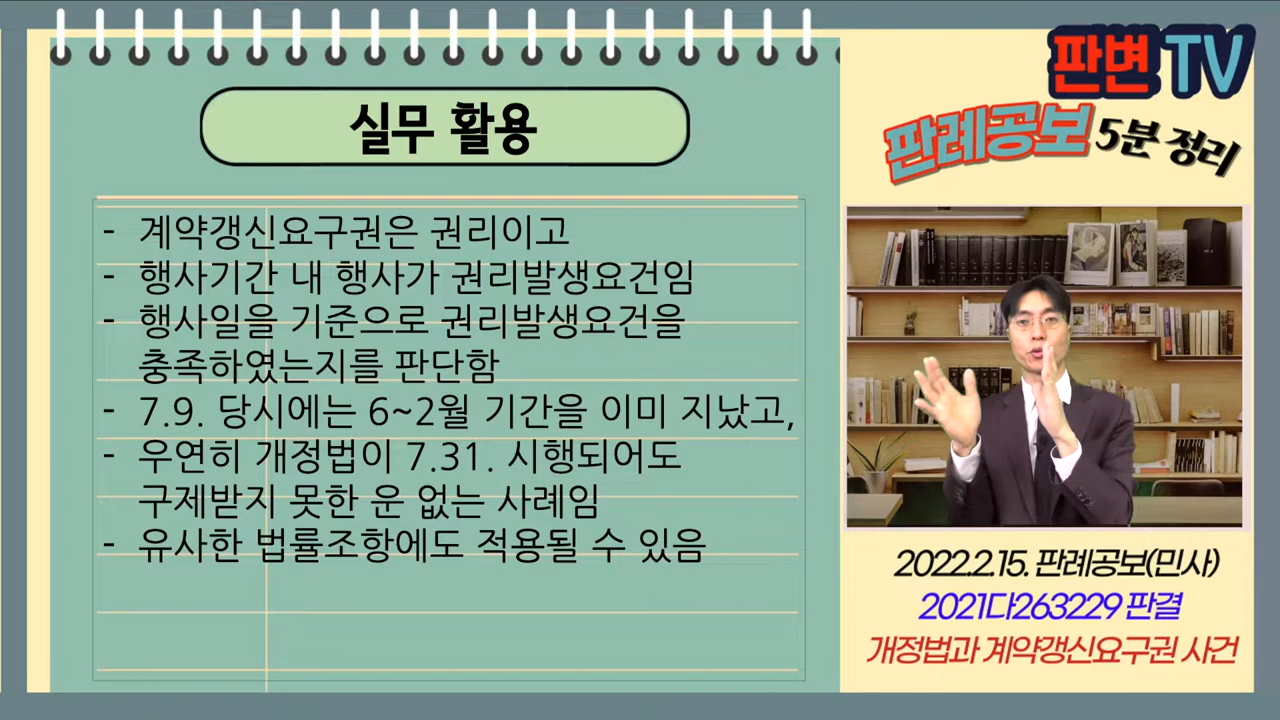 실무 활용
- 계약갱신요구권은 권리이고
- 행사기간 내 행사가 권리발생요건임
- 행사일을 기준으로 권리발생요건을
충족하였는지를 판단함
- 7.9. 당시에는 6~2월 기간을 이미 지났고,
- 우연히 개정법이 7.31. 시행되어도
구제받지 못한 운 없는 사례임
- 유사한 법률조항에도 적용될 수 있음
판변 TV
판례공보 5분 정리
2022.2.15. 판례공보(민사)
2021다263229 판결
개정법과 계약갱신요구권 사건